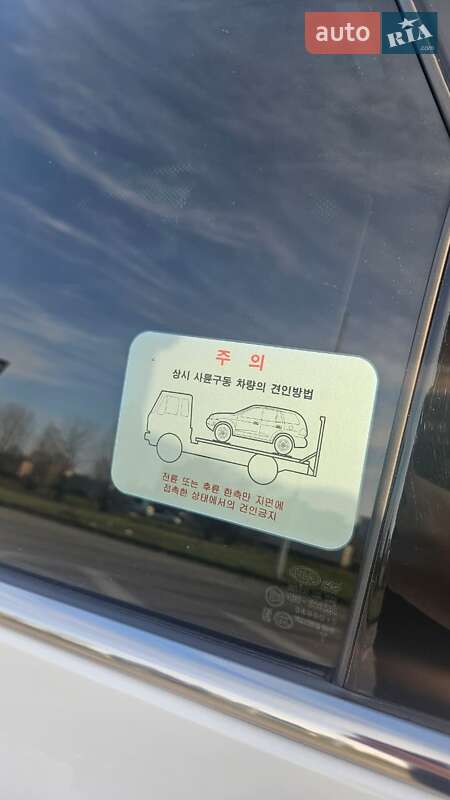 auto RIA
.com
주 의
상시 사륜구동 차량의 견인방법
전륜 또는 후륜 한측만 지면에
접촉한 상태에서의 견인금지